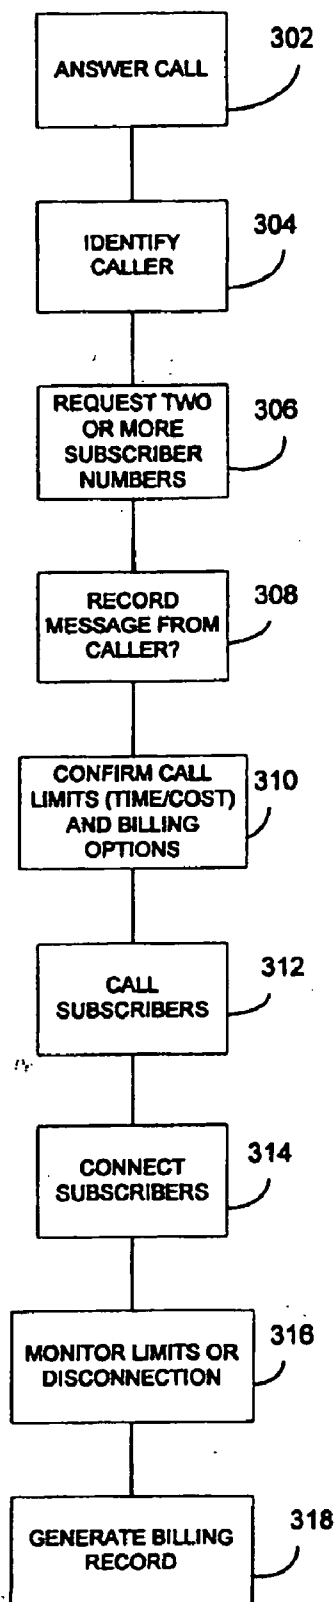 302
ANSWER CALL
304
IDENTIFY
CALLER
306
REQUEST TWO
OR MORE
SUBSCRIBER
NUMBERS
308
RECORD
MESSAGE FROM
CALLER?
310
CONFIRM CALL
LIMITS (TIME/COST)
AND BILLING
OPTIONS
312
CALL
SUBSCRIBERS
314
CONNECT
SUBSCRIBERS
316
MONITOR LIMITS OR
DISCONNECTION
318
GENERATE BILLING
RECORD